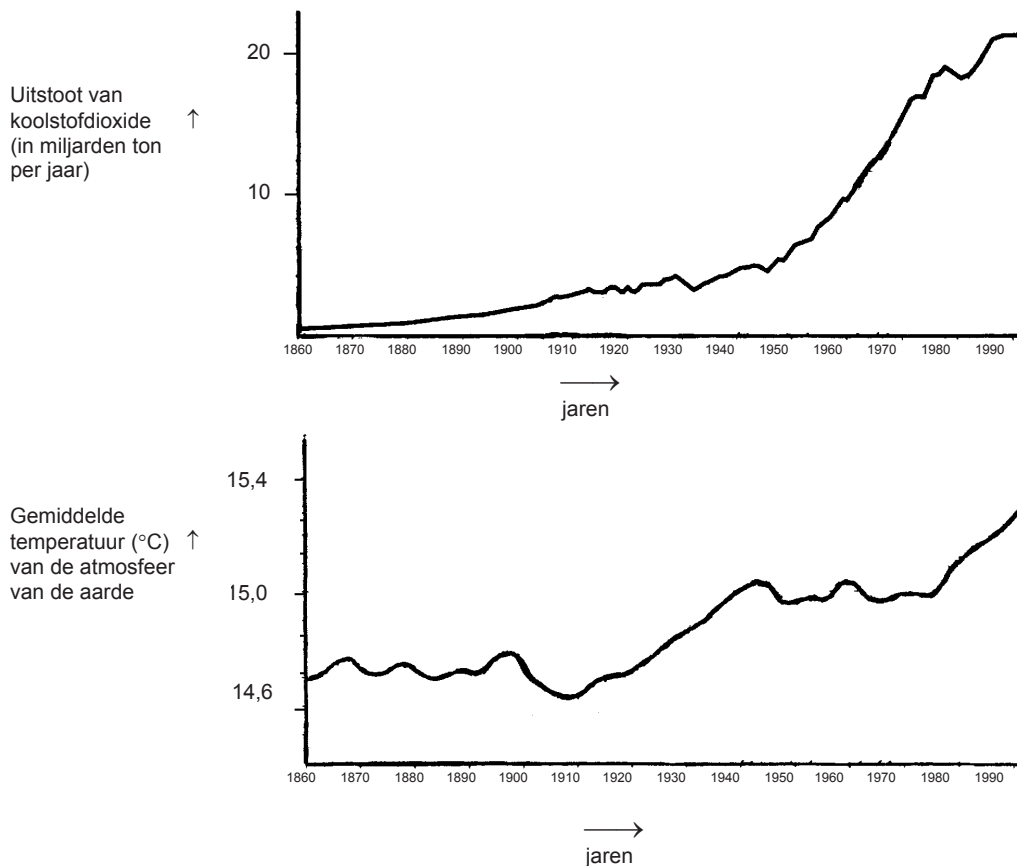 20
Uitstoot van
koolstofdioxide ↑
(in miljarden ton
per jaar)
10
1860 1870 1880 1890 1900 1910 1920 1930 1940 1950 1960 1970 1980 1990
jaren
15,4
Gemiddelde
temperatuur (°C) ↑
van de atmosfeer
van de aarde
15,0
14,6
1860 1870 1880 1890 1900 1910 1920 1930 1940 1950 1960 1970 1980 1990
jaren